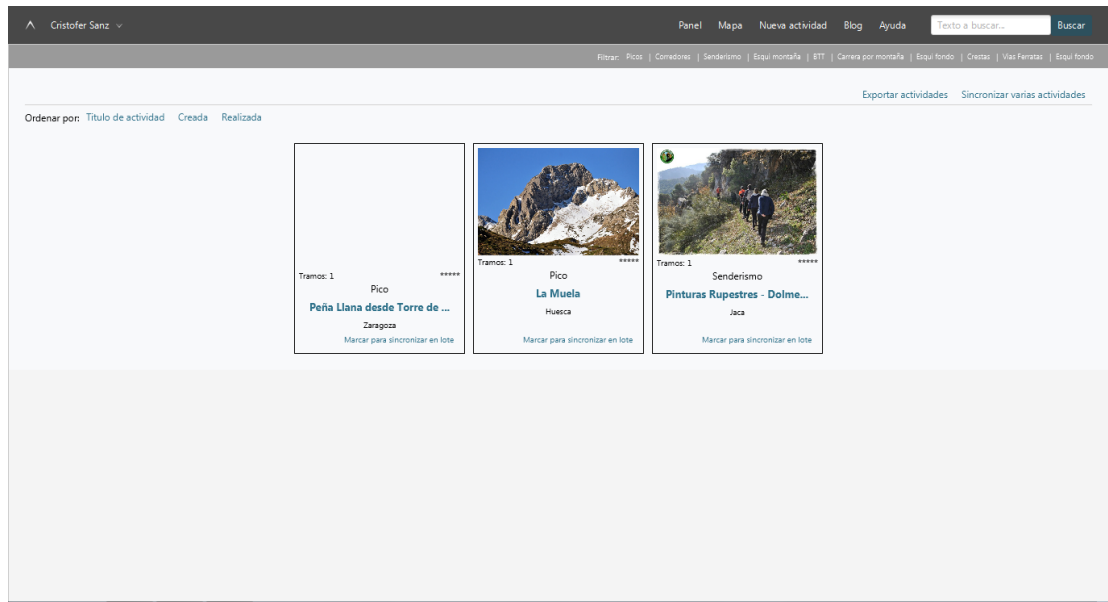 Cristofer Sanz
Panel Mapa Nueva actividad Blog Ayuda Texto a buscar... Buscar
Filtrar: Picos | Corredores | Senderismo | Esquí montaña | BTT | Carrera por montaña | Esquí fondo | Crestas | Vías Ferratas | Esquí fondo
Exportar actividades Sincronizar varias actividades
Ordenar por: Título de actividad Creada Realizada
Tramos: 1 *****
Pico
Peña Llana desde Torre de ...
Zaragoza
Marcar para sincronizar en lote
Tramos: 1 *****
Pico
La Muela
Huesca
Marcar para sincronizar en lote
Tramos: 1 *****
Senderismo
Pinturas Rupestres - Dolme...
Jaca
Marcar para sincronizar en lote